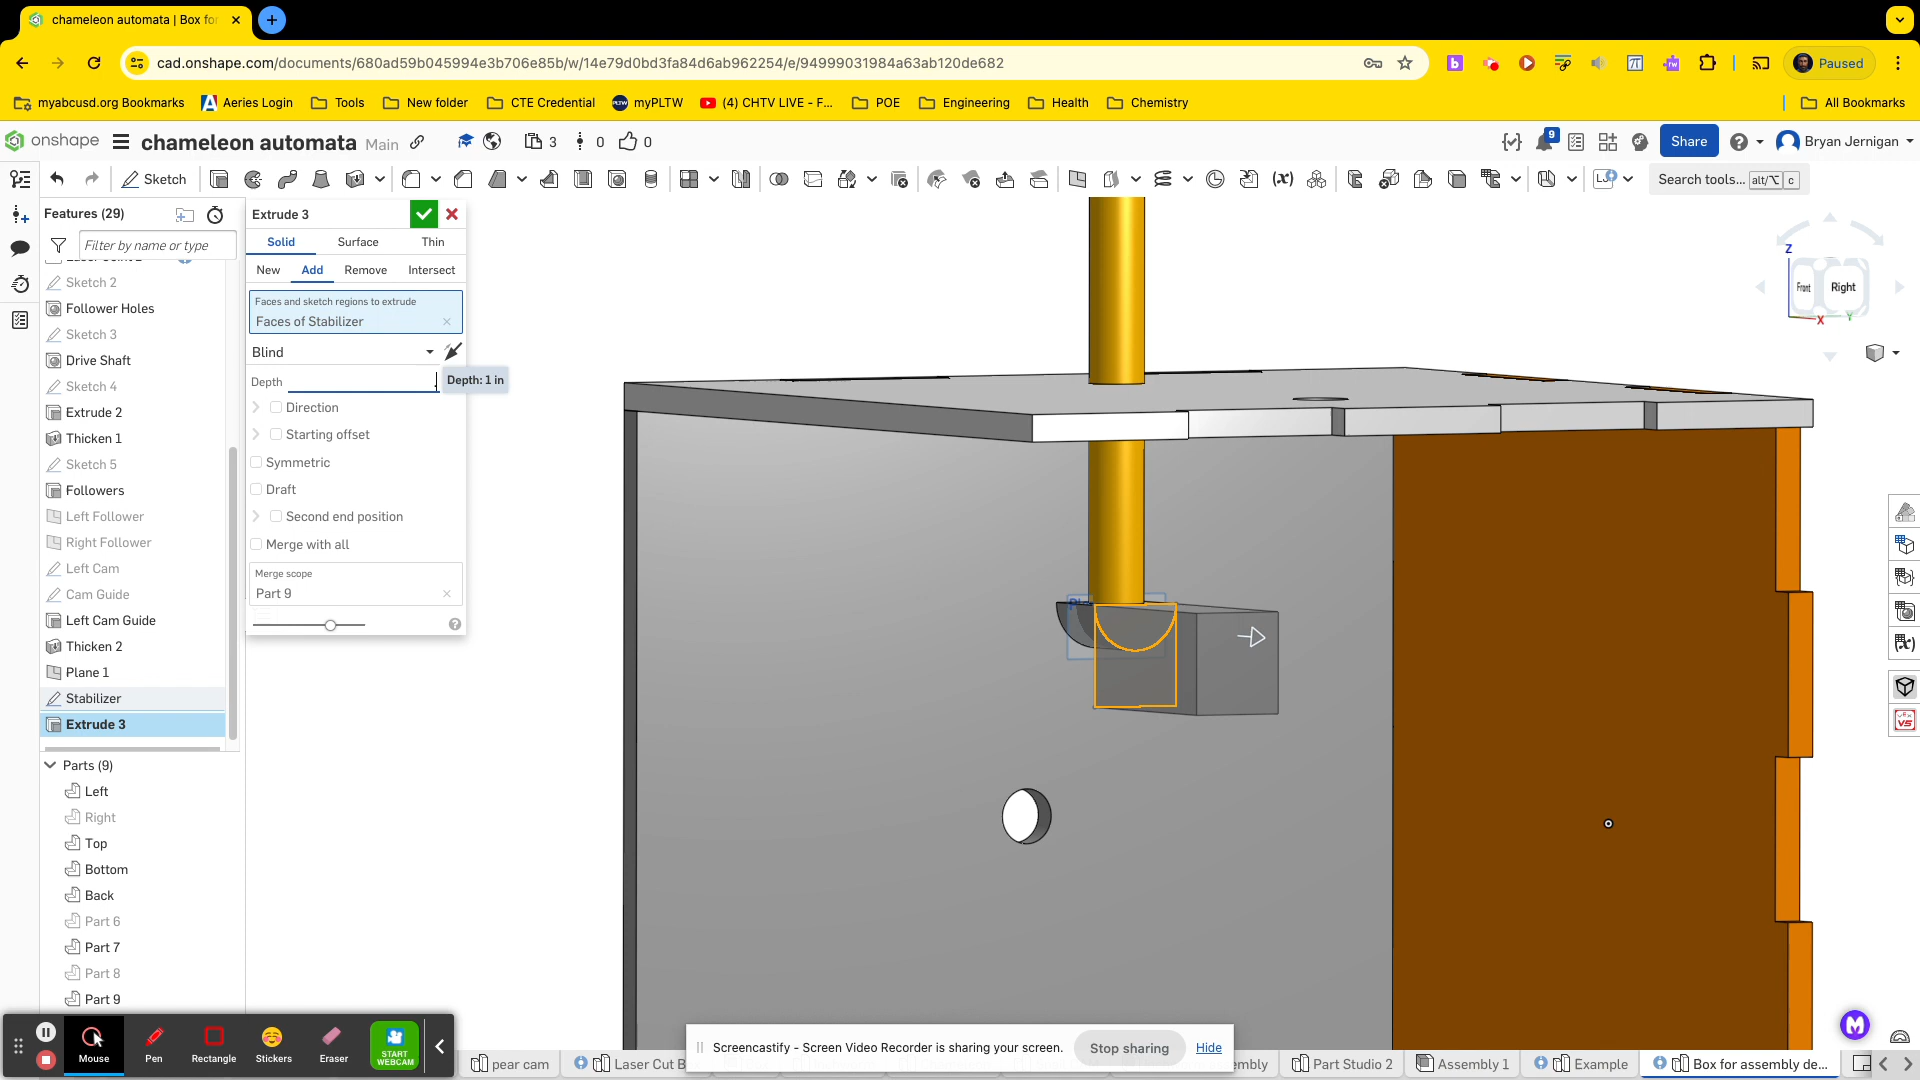 chameleon automata | Box for
cad.onshape.com/documents/680ad59b045994e3b706e85b/w/14e79d0bd3fa84d6ab962254/e/94999031984a63ab120de682
Paused
myabcusd.org Bookmarks
Aeries Login
Tools
New folder
CTE Credential
myPLTW
(4) CHTV LIVE - F...
POE
Engineering
Health
Chemistry
All Bookmarks
onshape
chameleon automata
Main
3
0
0
9
Share
Bryan Jernigan
Sketch
Search tools... alt/⌥ c
Features (29)
Filter by name or type
Sketch 2
Follower Holes
Sketch 3
Drive Shaft
Sketch 4
Extrude 2
Thicken 1
Sketch 5
Followers
Left Follower
Right Follower
Left Cam
Cam Guide
Left Cam Guide
Thicken 2
Plane 1
Stabilizer
Extrude 3
Parts (9)
Left
Right
Top
Bottom
Back
Part 6
Part 7
Part 8
Part 9
Extrude 3
Solid
Surface
Thin
New
Add
Remove
Intersect
Faces and sketch regions to extrude
Faces of Stabilizer
Blind
Depth
.
Depth: 1 in
Direction
Starting offset
Symmetric
Draft
Second end position
Merge with all
Merge scope
Part 9
Z
Front
Right
X
Y
Mouse
Pen
Rectangle
Stickers
Eraser
START
WEBCAM
Screencastify - Screen Video Recorder is sharing your screen.
Stop sharing
Hide
pear cam
Laser Cut B
embly
Part Studio 2
Assembly 1
Example
Box for assembly de...